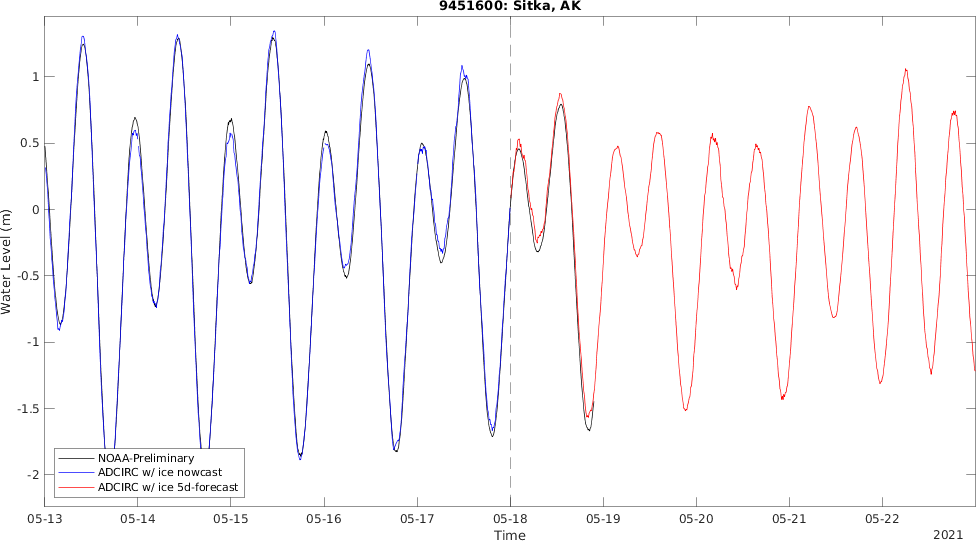 9451600: Sitka, AK
Water Level (m)
1
0.5
0
-0.5
-1
-1.5
-2
NOAA-Preliminary
ADCIRC w/ ice nowcast
ADCIRC w/ ice 5d-forecast
05-13 05-14 05-15 05-16 05-17 05-18 05-19 05-20 05-21 05-22
Time
2021